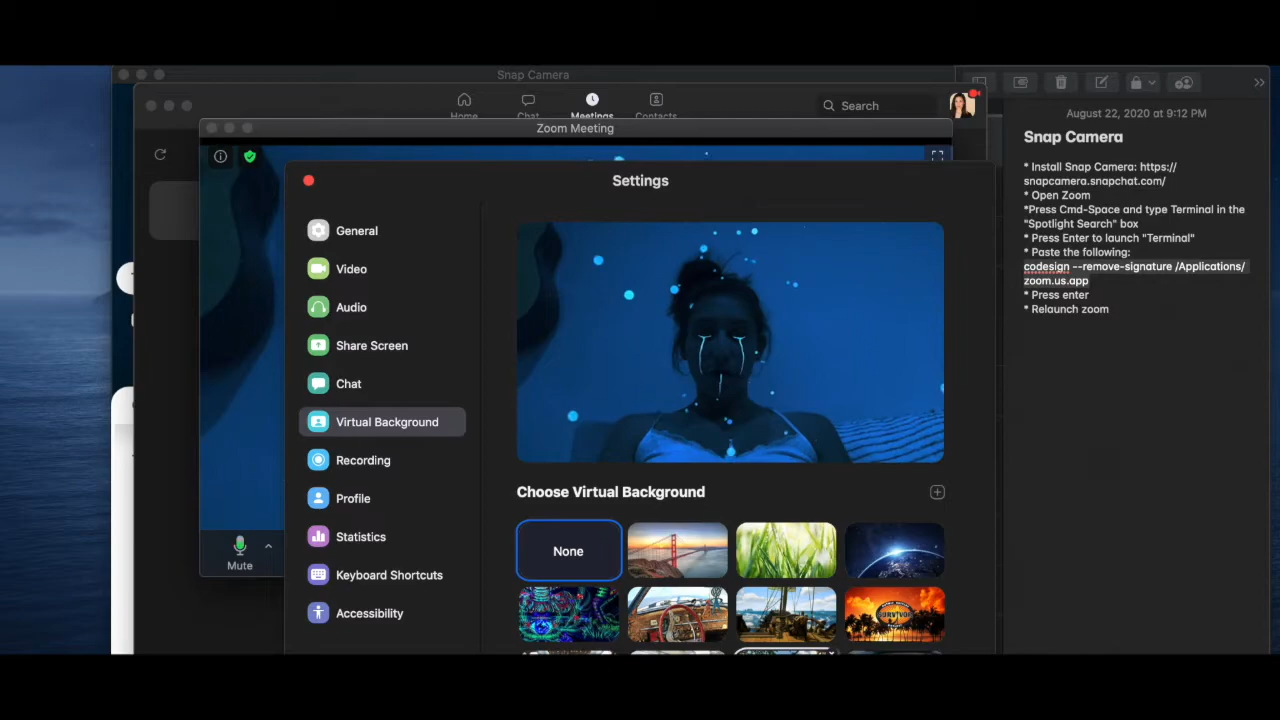 Snap Camera
Home
Chat
Meetings
Contacts
Search
Zoom Meeting
Settings
General
Video
Audio
Share Screen
Chat
Virtual Background
Recording
Profile
Statistics
Keyboard Shortcuts
Accessibility
Choose Virtual Background
None
SURVIVOR
Mute
August 22, 2020 at 9:12 PM
Snap Camera
* Install Snap Camera: https://
snapcamera.snapchat.com/
* Open Zoom
*Press Cmd-Space and type Terminal in the
"Spotlight Search" box
* Press Enter to launch "Terminal"
* Paste the following:
codesign --remove-signature /Applications/
zoom.us.app
* Press enter
* Relaunch zoom